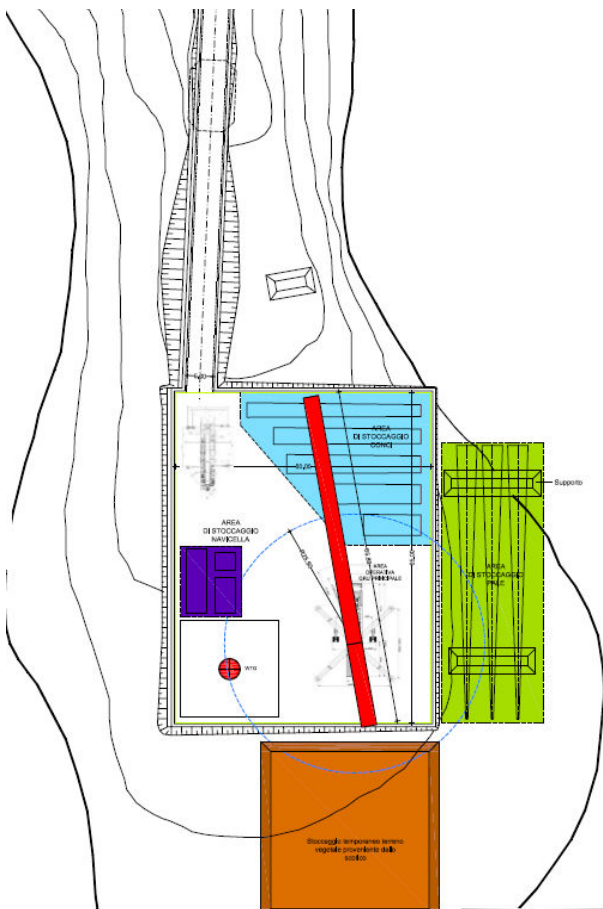 AREA
DI STOCCAGGIO
CONCI
Supporto
AREA
DI STOCCAGGIO
NAVICELLA
AREA
OPERATIVA
GRU PRINCIPALE
AREA
DI STOCCAGGIO
PALE
WTG
Stoccaggio temporaneo terreno
vegetale proveniente dallo
scotico